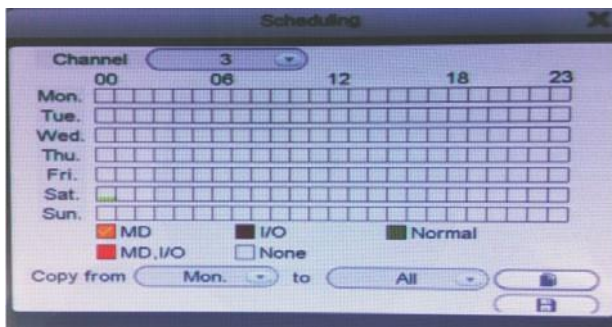 Scheduling
Channel 3
00 06 12 18 23
Mon.
Tue.
Wed.
Thu.
Fri.
Sat.
Sun.
MD I/O Normal
MD,I/O None
Copy from Mon. to All